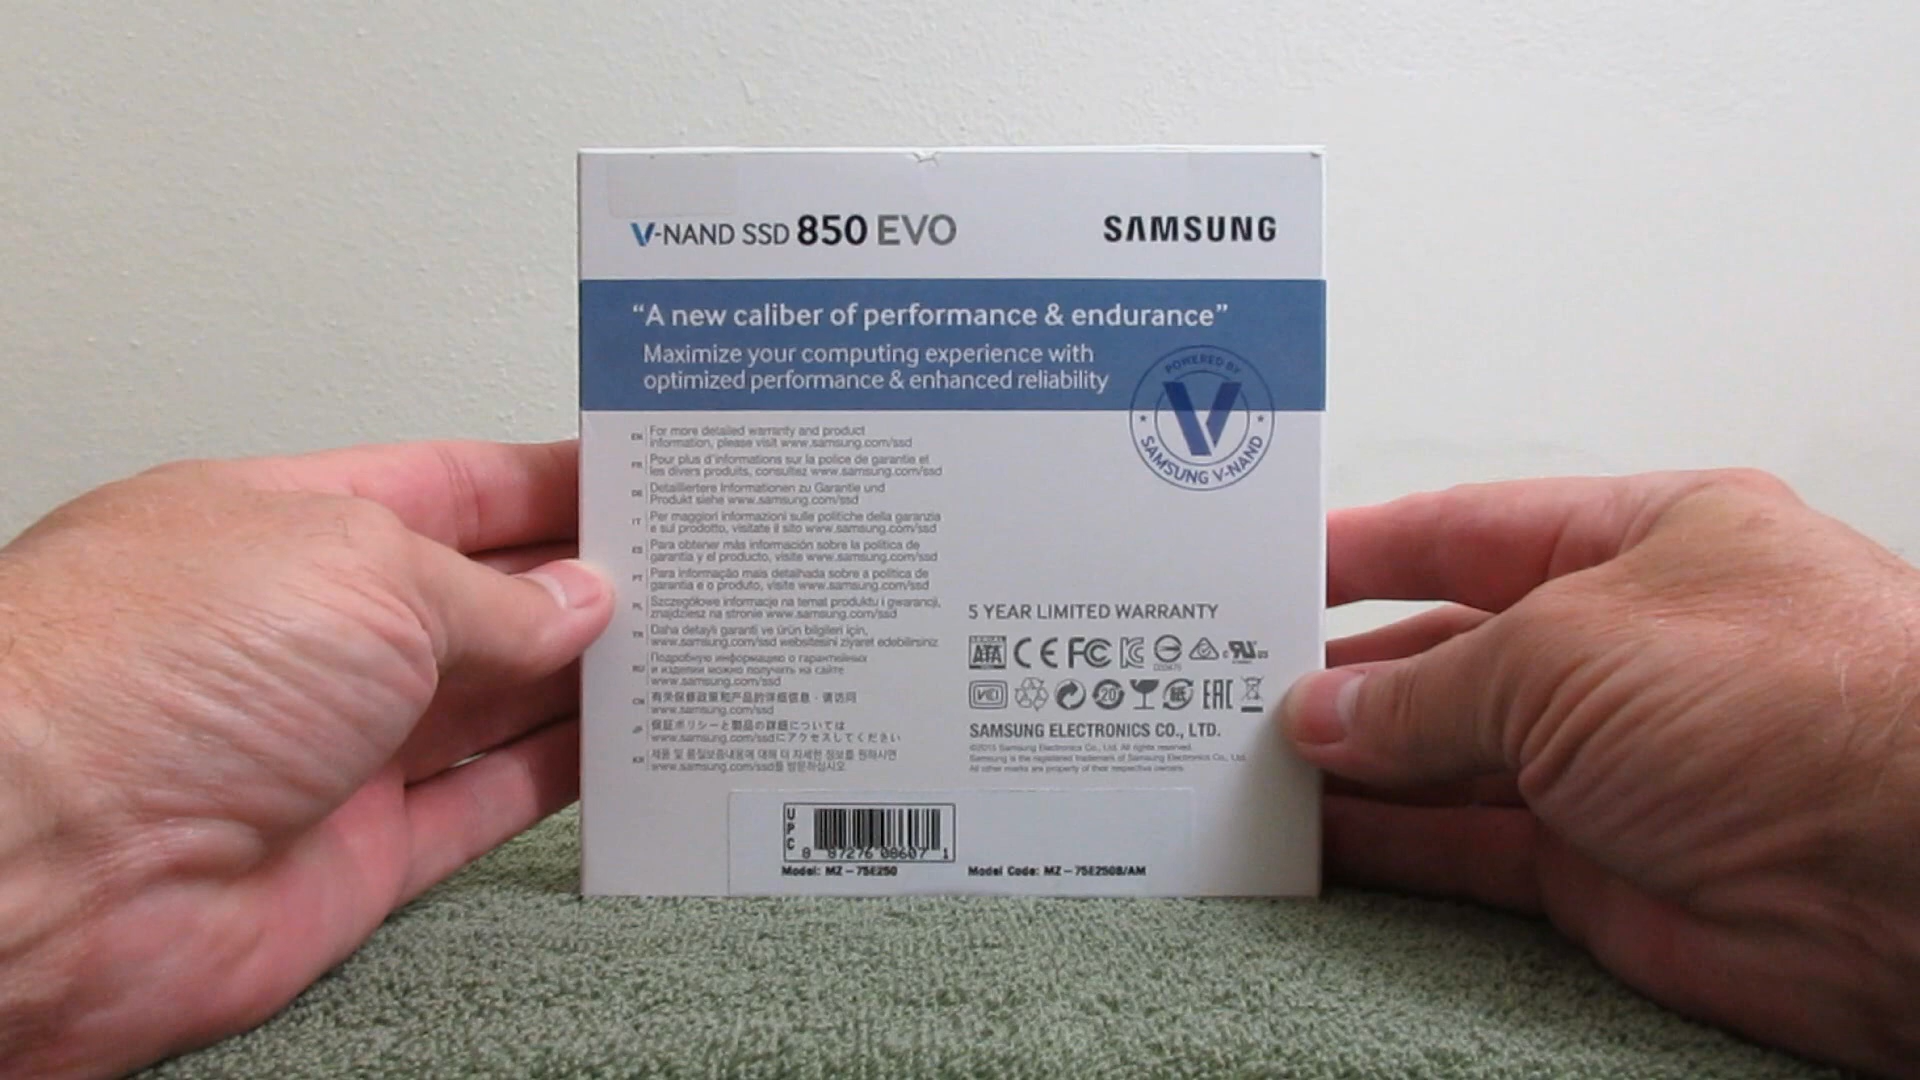 V-NAND SSD 850 EVO
SAMSUNG
“A new caliber of performance & endurance”
Maximize your computing experience with
optimized performance & enhanced reliability
POWERED BY
V
SAMSUNG V-NAND
EN For more detailed warranty and product
information, please visit www.samsung.com/ssd
FR Pour plus d'informations sur la police de garantie et
les divers produits, consultez www.samsung.com/ssd
DE Detailliertere Informationen zu Garantie und
Produkt siehe www.samsung.com/ssd
IT Per maggiori informazioni sulle politiche della garanzia
e sul prodotto, visitate il sito www.samsung.com/ssd
ES Para obtener más información sobre la política de
garantía y el producto, visite www.samsung.com/ssd
PT Para informação mais detalhada sobre a política de
garantia e o produto, visite www.samsung.com/ssd
PL Szczegółowe informacje na temat produktu i gwarancji,
znajdziesz na stronie www.samsung.com/ssd
TR Daha detaylı garanti ve ürün bilgileri için,
www.samsung.com/ssd websitesini ziyaret edebilirsiniz.
RU Подробную информацию о гарантийных
и изделии можно получить на сайте
www.samsung.com/ssd
CN 有关保修政策和产品的详细信息，请访问
www.samsung.com/ssd
JP 保証ポリシーと製品の詳細については
www.samsung.com/ssdにアクセスしてください
KR 제품 및 품질보증내용에 대해 더 자세한 정보를 원하시면
www.samsung.com/ssd를 방문하십시오
5 YEAR LIMITED WARRANTY
SERIAL ATA CE FC
VCCI 20 EAC
SAMSUNG ELECTRONICS CO., LTD.
©2015 Samsung Electronics Co., Ltd. All rights reserved.
Samsung is the registered trademark of Samsung Electronics Co., Ltd.
All other marks are property of their respective owners.
UPC
8 87276 08607 1
Model: MZ-75E250
Model Code: MZ-75E250B/AM